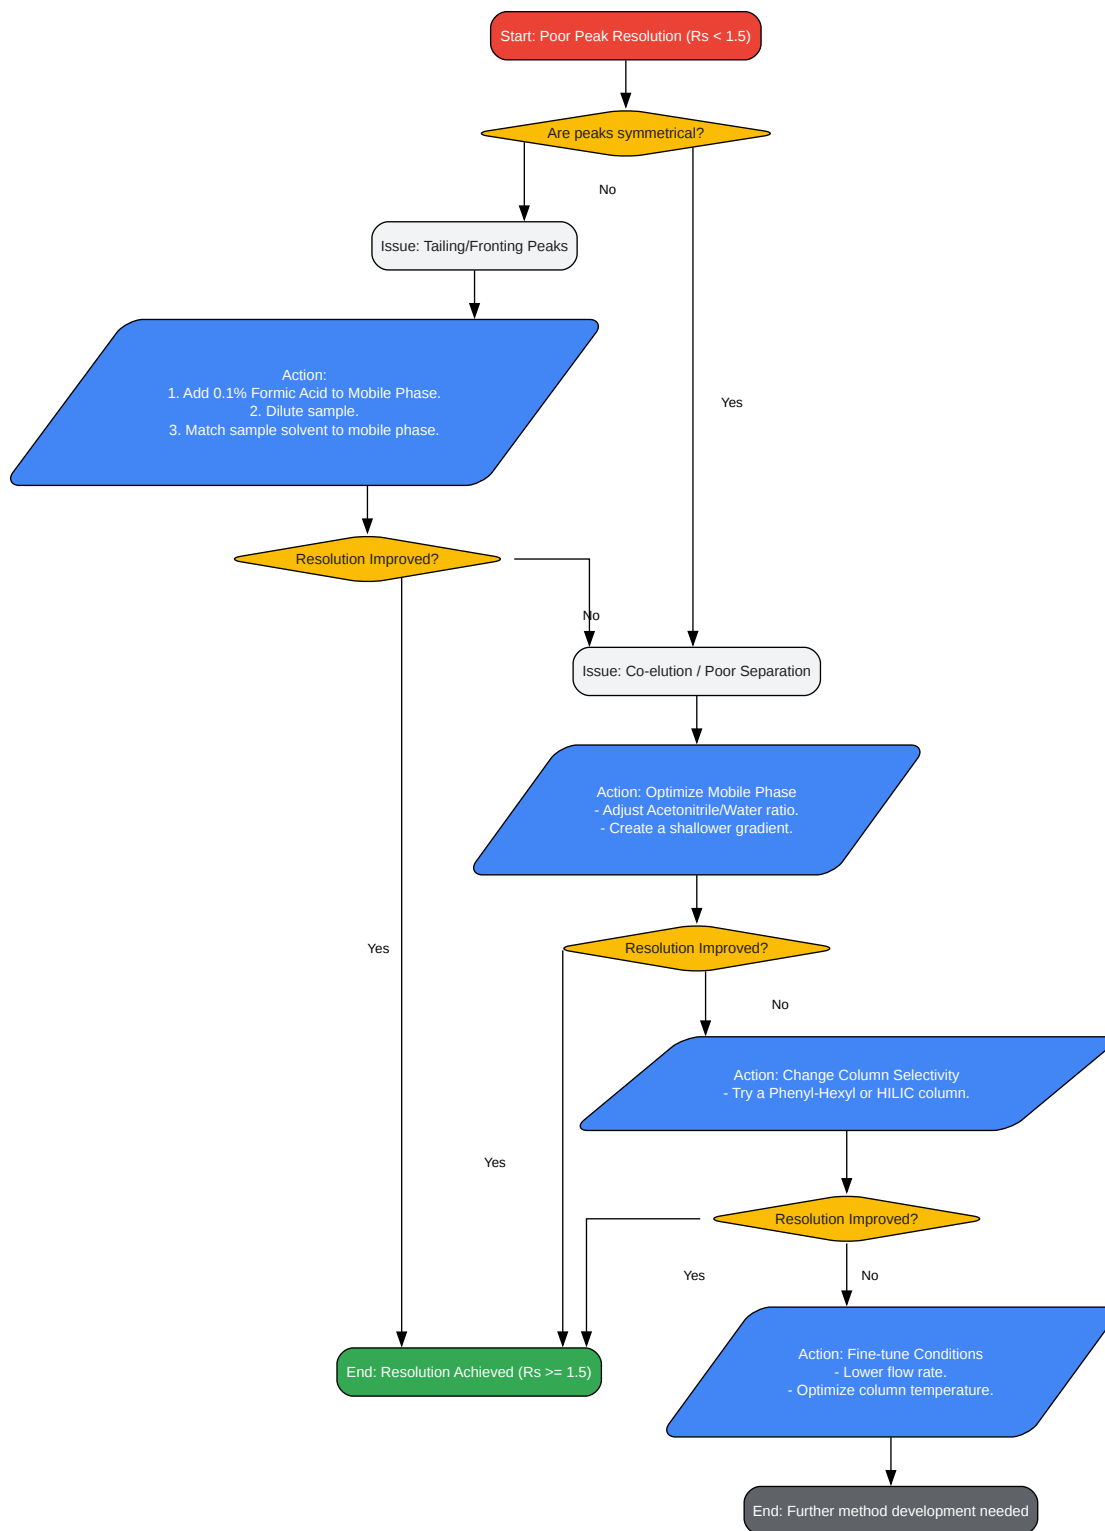 Start: Poor Peak Resolution (Rs < 1.5)
Are peaks symmetrical?
No
Issue: Tailing/Fronting Peaks
Action:
1. Add 0.1% Formic Acid to Mobile Phase.
2. Dilute sample.
3. Match sample solvent to mobile phase.
Yes
Resolution Improved?
No
Issue: Co-elution / Poor Separation
Action: Optimize Mobile Phase
- Adjust Acetonitrile/Water ratio.
- Create a shallower gradient.
Yes
Resolution Improved?
No
Action: Change Column Selectivity
- Try a Phenyl-Hexyl or HILIC column.
Yes
Resolution Improved?
Yes
No
Action: Fine-tune Conditions
- Lower flow rate.
- Optimize column temperature.
End: Resolution Achieved (Rs >= 1.5)
End: Further method development needed